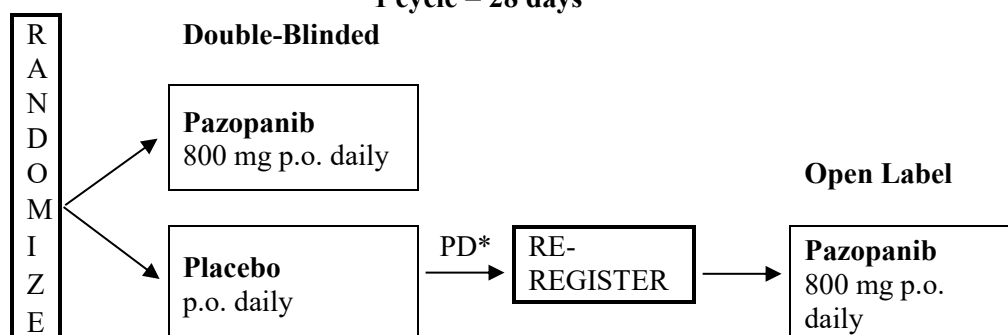 1 cycle = 28 days
R
A
N
D
O
M
I
Z
E
Double-Blinded
Pazopanib
800 mg p.o. daily
Placebo
p.o. daily
PD*
RE-
REGISTER
Open Label
Pazopanib
800 mg p.o.
daily